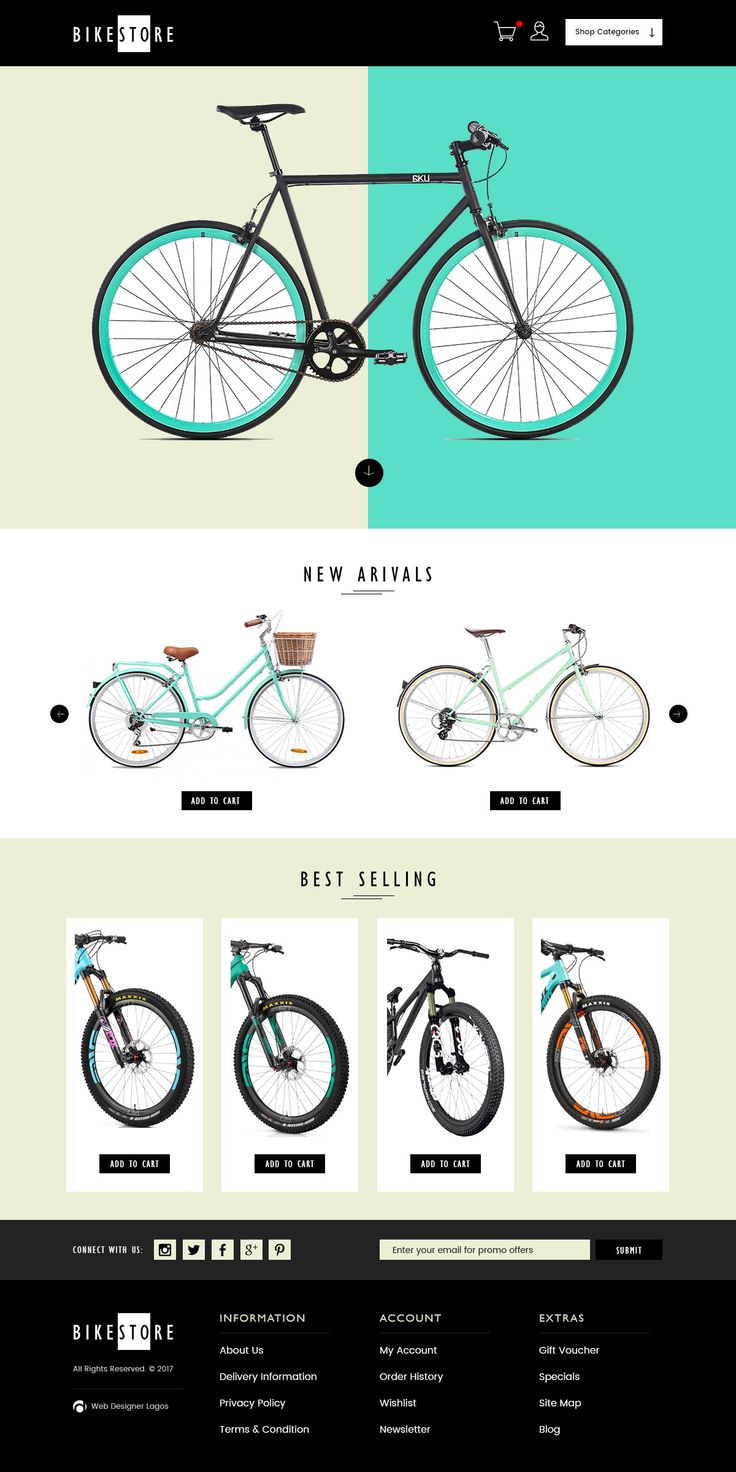 BIKESTORE
Shop Categories ↓
6KU
NEW ARIVALS
ADD TO CART
ADD TO CART
BEST SELLING
MAXXIS
MAXXIS
MAXXIS
ADD TO CART
ADD TO CART
ADD TO CART
ADD TO CART
CONNECT WITH US:
g+
Enter your email for promo offers
SUBMIT
BIKESTORE
All Rights Reserved. © 2017
Web Designer Lagos
INFORMATION
About Us
Delivery Information
Privacy Policy
Terms & Condition
ACCOUNT
My Account
Order History
Wishlist
Newsletter
EXTRAS
Gift Voucher
Specials
Site Map
Blog